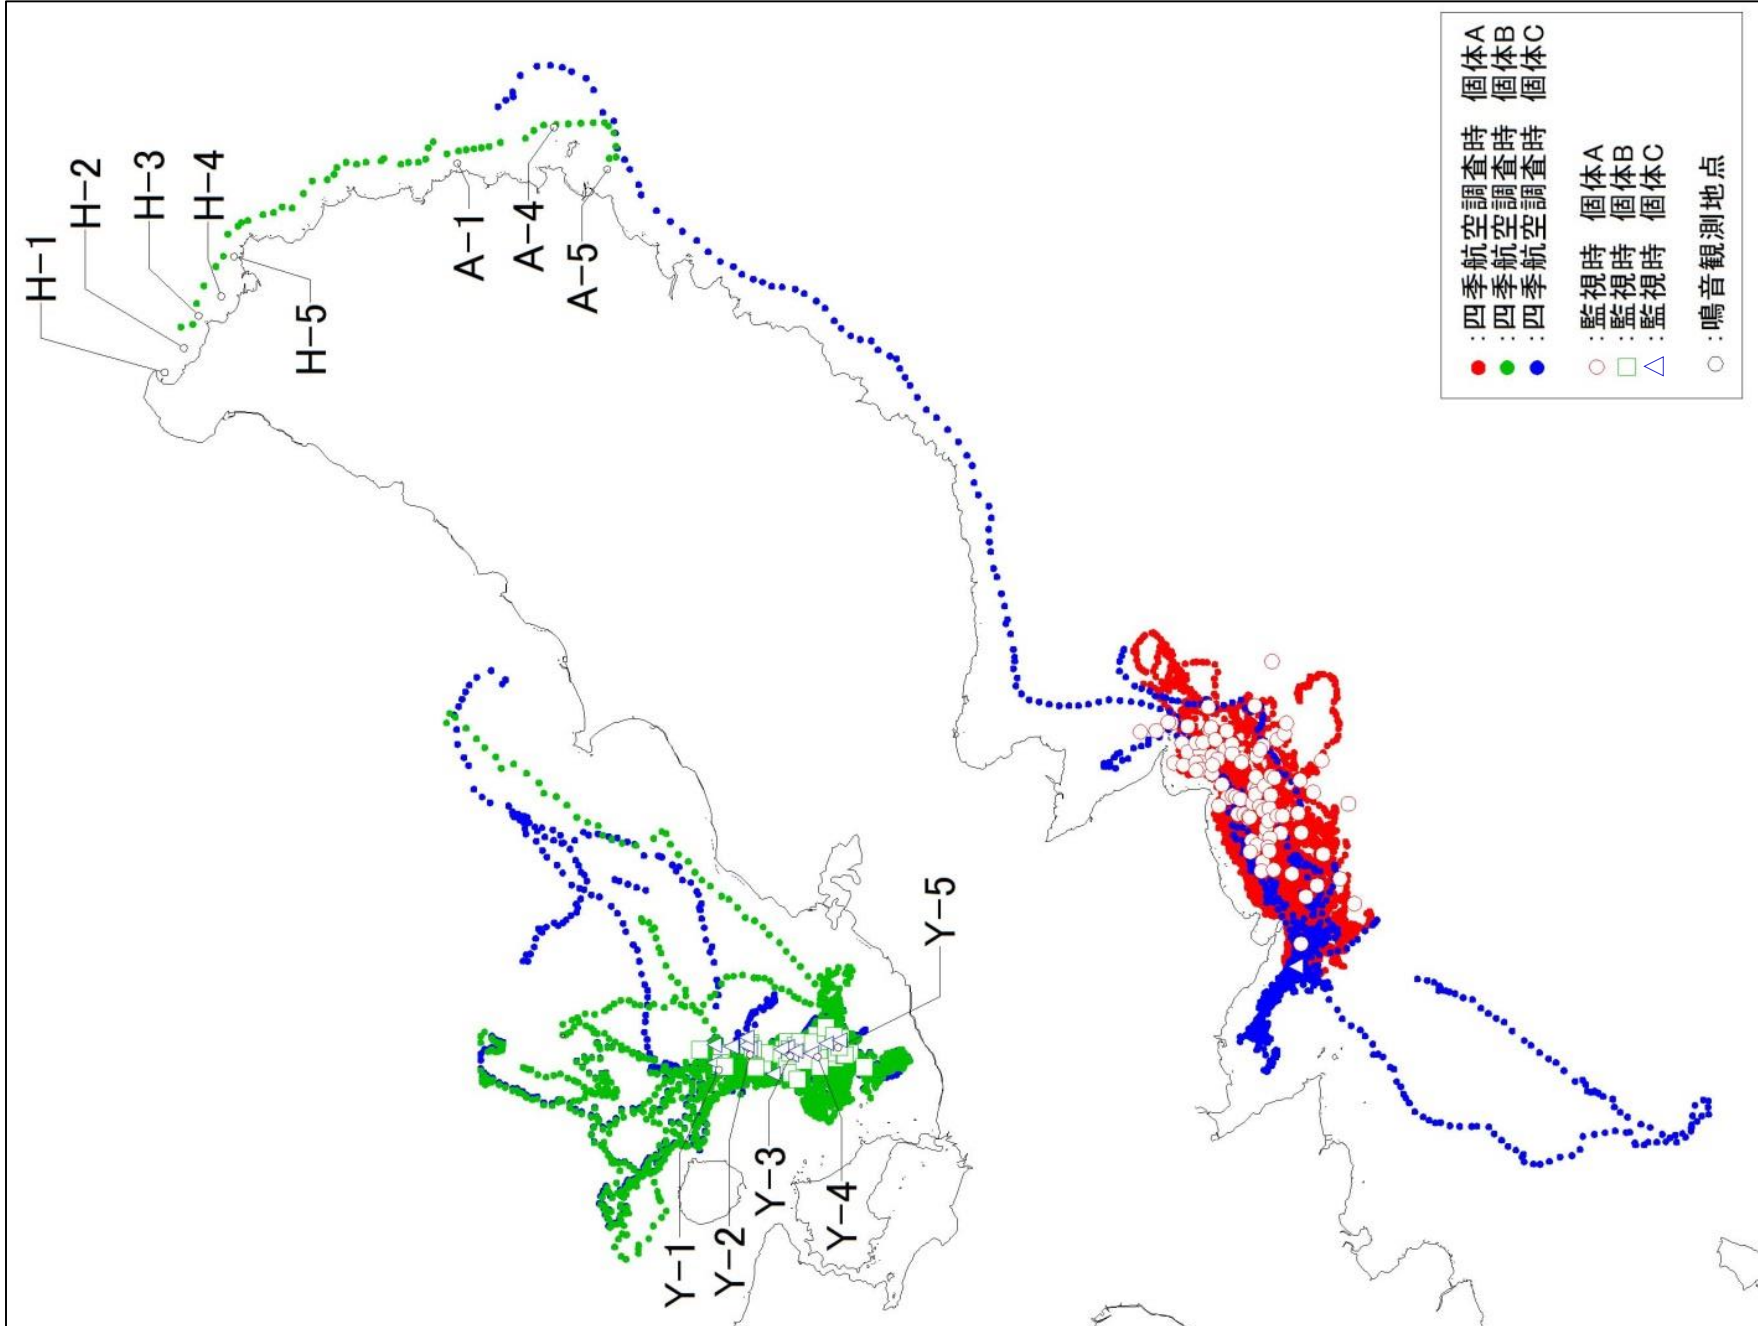 H-1
H-2
H-3
H-4
H-5
A-1
A-4
A-5
Y-1
Y-2
Y-3
Y-4
Y-5
:四季航空調査時 個体A
:四季航空調査時 個体B
:四季航空調査時 個体C
:監視時 個体A
:監視時 個体B
:監視時 個体C
:鳴音観測地点